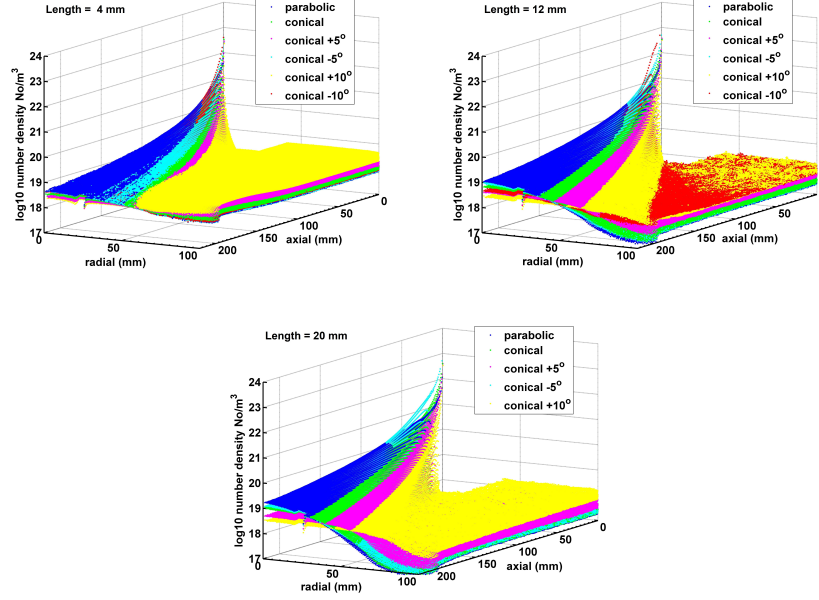 Length = 4 mm
parabolic
conical
conical +5°
conical -5°
conical +10°
conical -10°
log10 number density No/m³
24
23
22
21
20
19
18
17
0
50
100
radial (mm)
200
150
100
50
0
axial (mm)
Length = 12 mm
parabolic
conical
conical +5°
conical -5°
conical +10°
conical -10°
log10 number density No/m³
24
23
22
21
20
19
18
17
0
50
100
radial (mm)
200
150
100
50
axial (mm)
Length = 20 mm
parabolic
conical
conical +5°
conical -5°
conical +10°
log10 number density No/m³
24
23
22
21
20
19
18
17
0
50
100
radial (mm)
200
150
100
50
0
axial (mm)